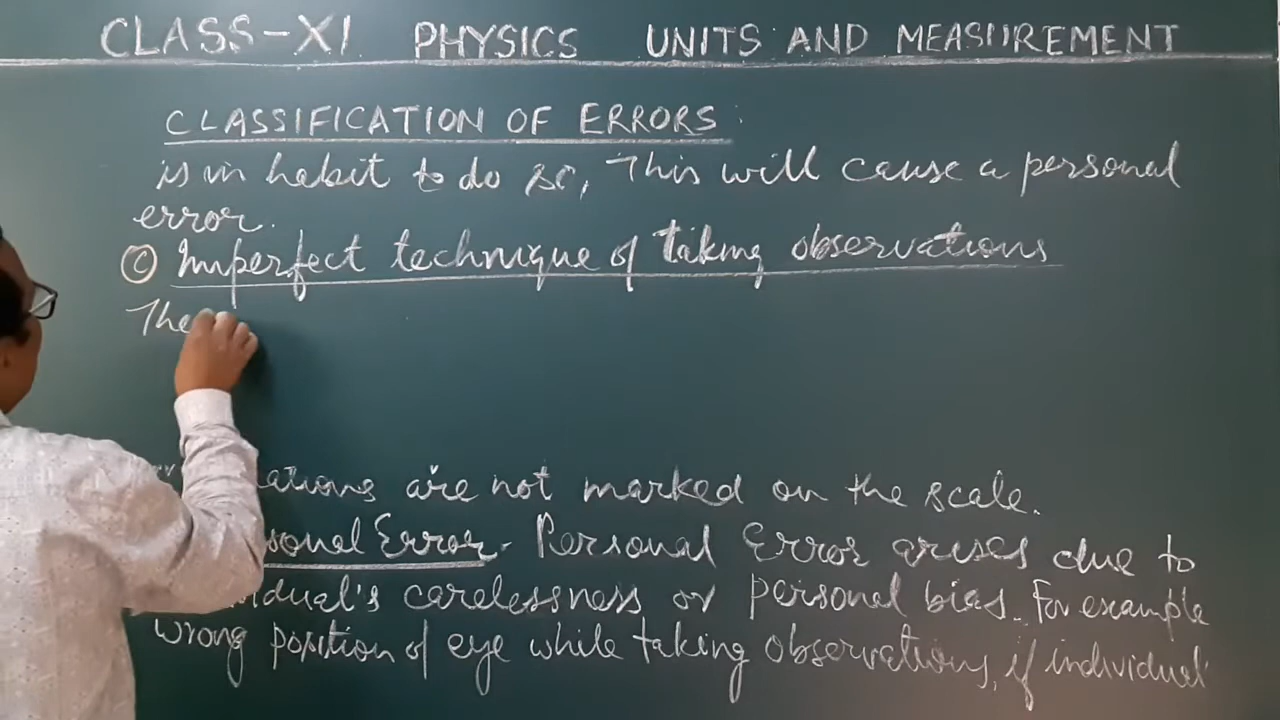 CLASS-XI PHYSICS UNITS AND MEASUREMENT
CLASSIFICATION OF ERRORS :
is in habit to do so, This will cause a personal
error.
(C) Imperfect technique of taking observations
The
are not marked on the scale.
Error. Personal Error arises due to
carelessness or personal bias. For example
wrong position of eye while taking observations, if individual